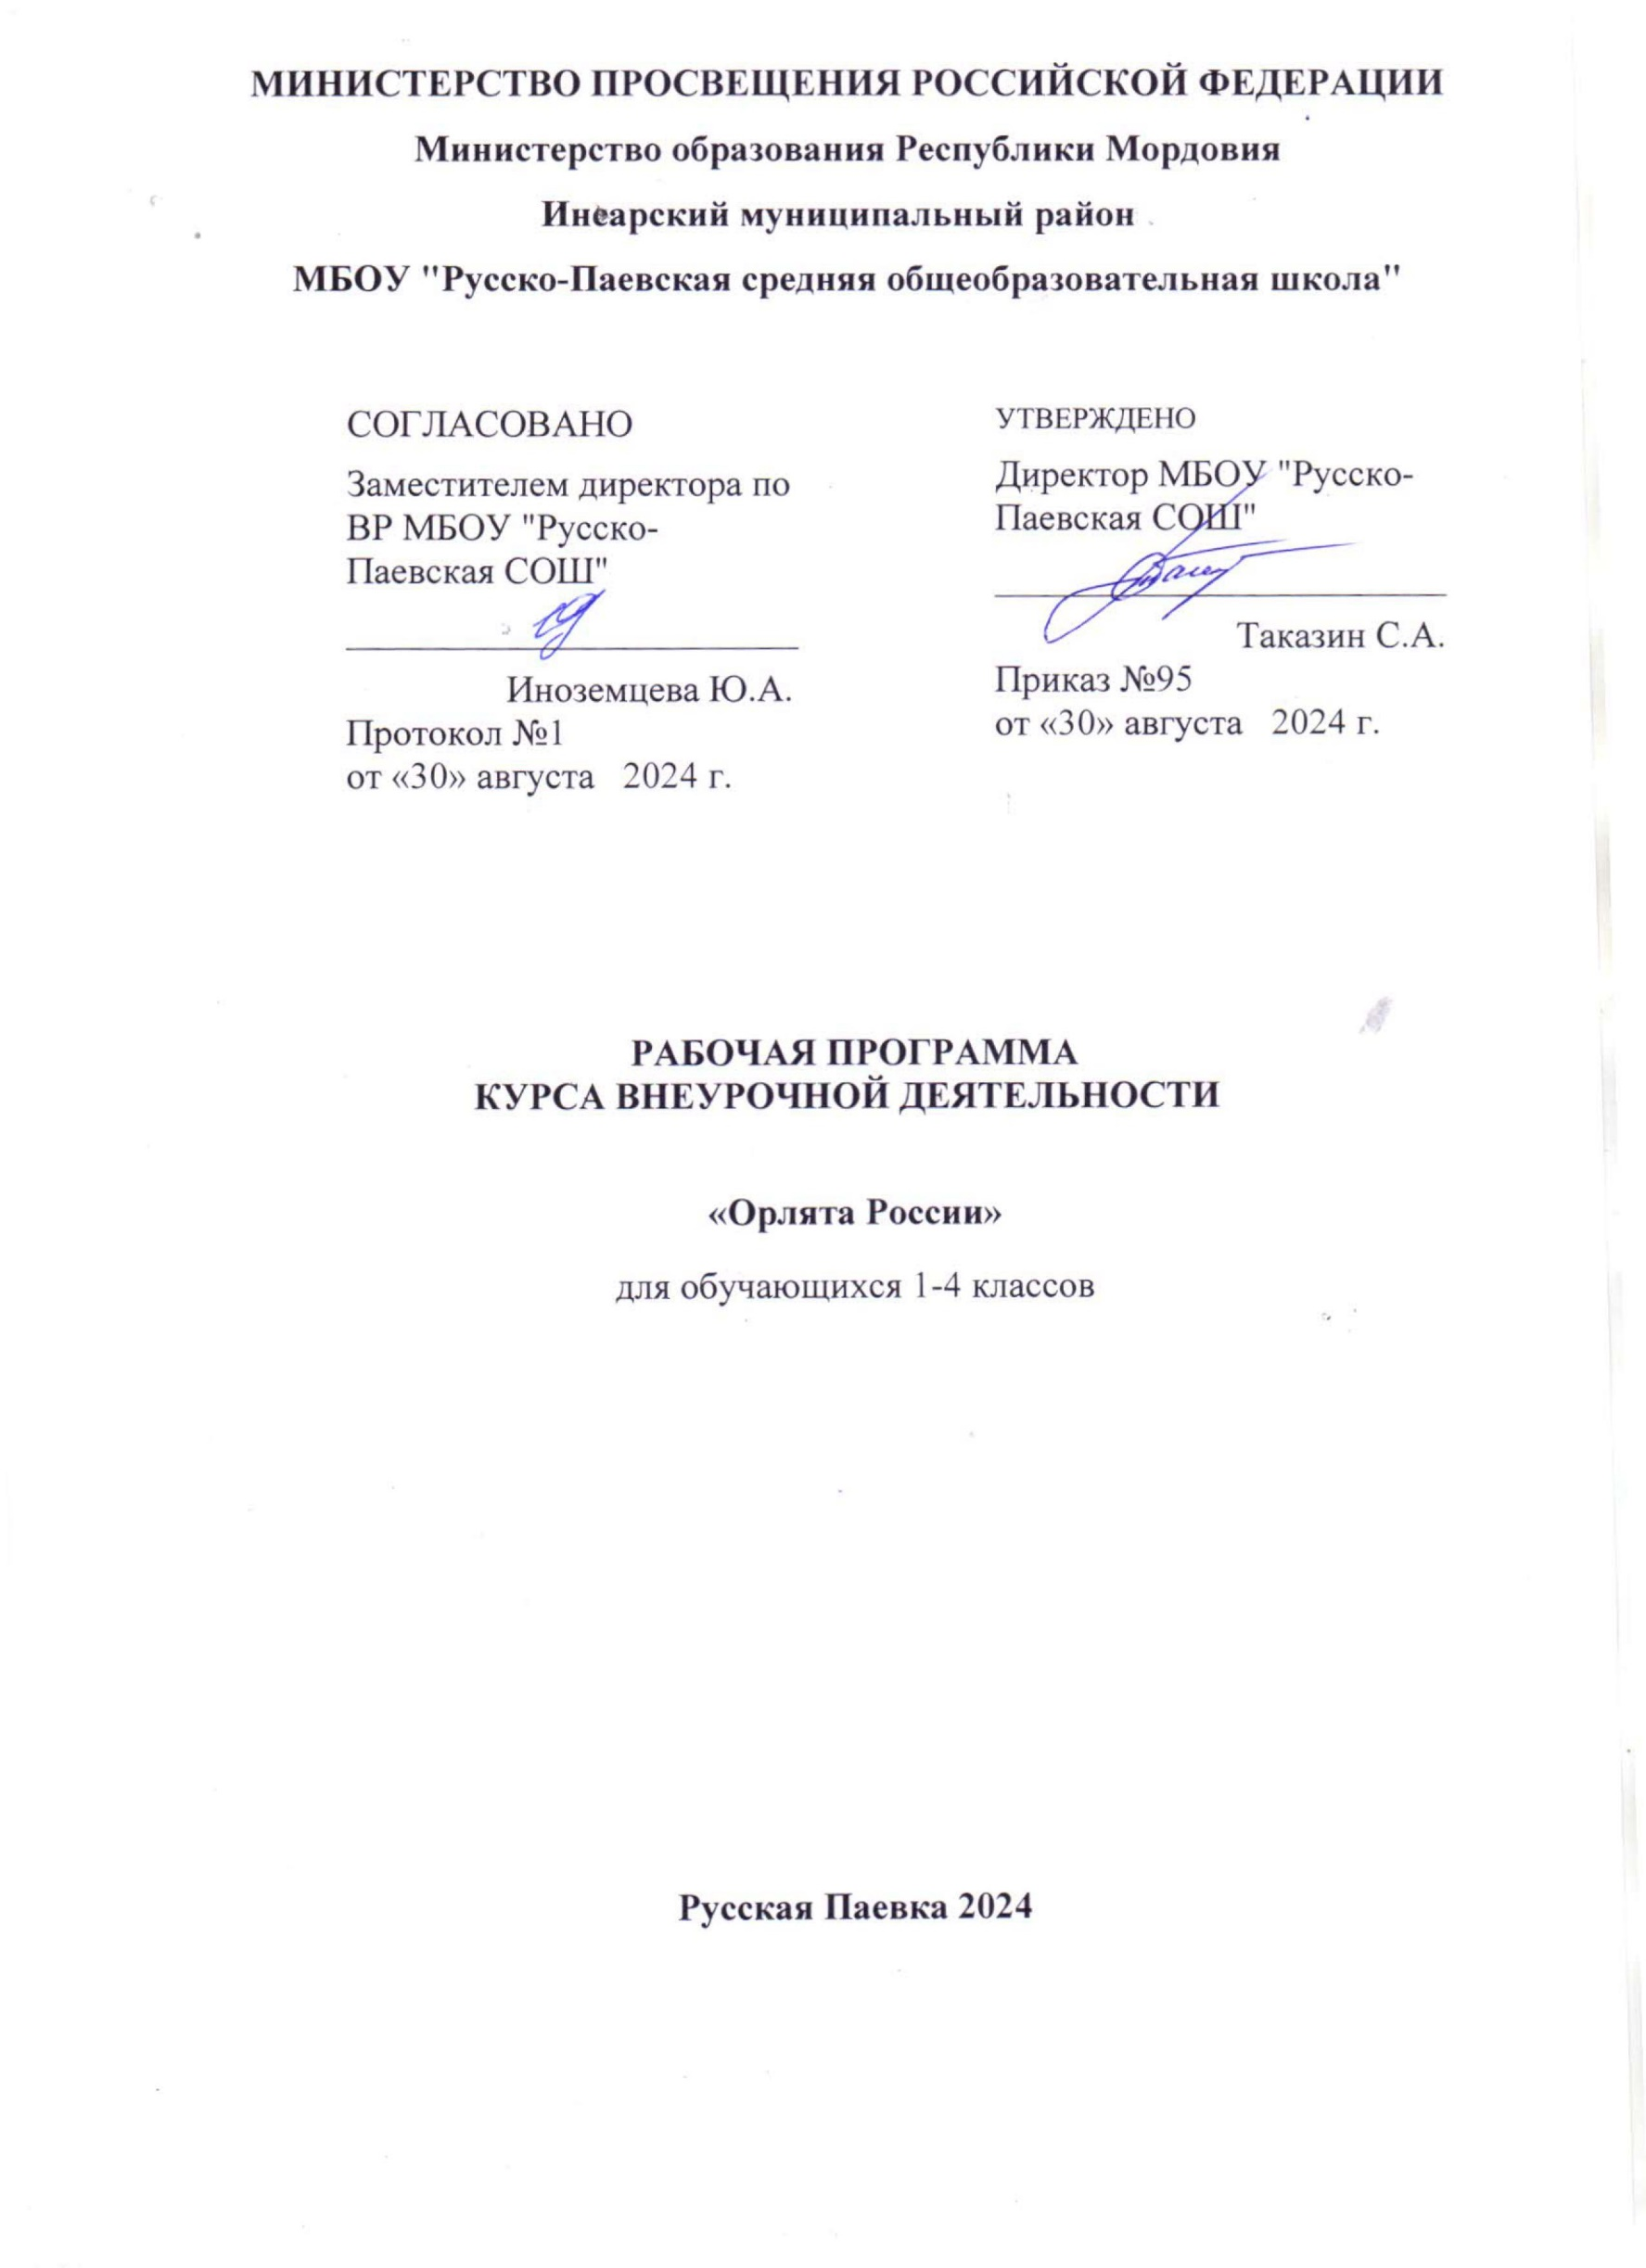 МИНИСТЕРСТВО ПРОСВЕЩЕНИЯ РОССИЙСКОЙ ФЕДЕРАЦИИ
Министерство образования Республики Мордовия
Инсарский муниципальный район
МБОУ "Русско-Паевская средняя общеобразовательная школа"
СОГЛАСОВАНО
Заместителем директора по
ВР МБОУ "Русско-
Паевская СОШ"
Иноземцева Ю.А.
Протокол №1
от «30» августа 2024 г.
УТВЕРЖДЕНО
Директор МБОУ "Русско-
Паевская СОШ"
Таказин С.А.
Приказ №95
от «30» августа 2024 г.
РАБОЧАЯ ПРОГРАММА
КУРСА ВНЕУРОЧНОЙ ДЕЯТЕЛЬНОСТИ
«Орлята России»
для обучающихся 1-4 классов
Русская Паевка 2024